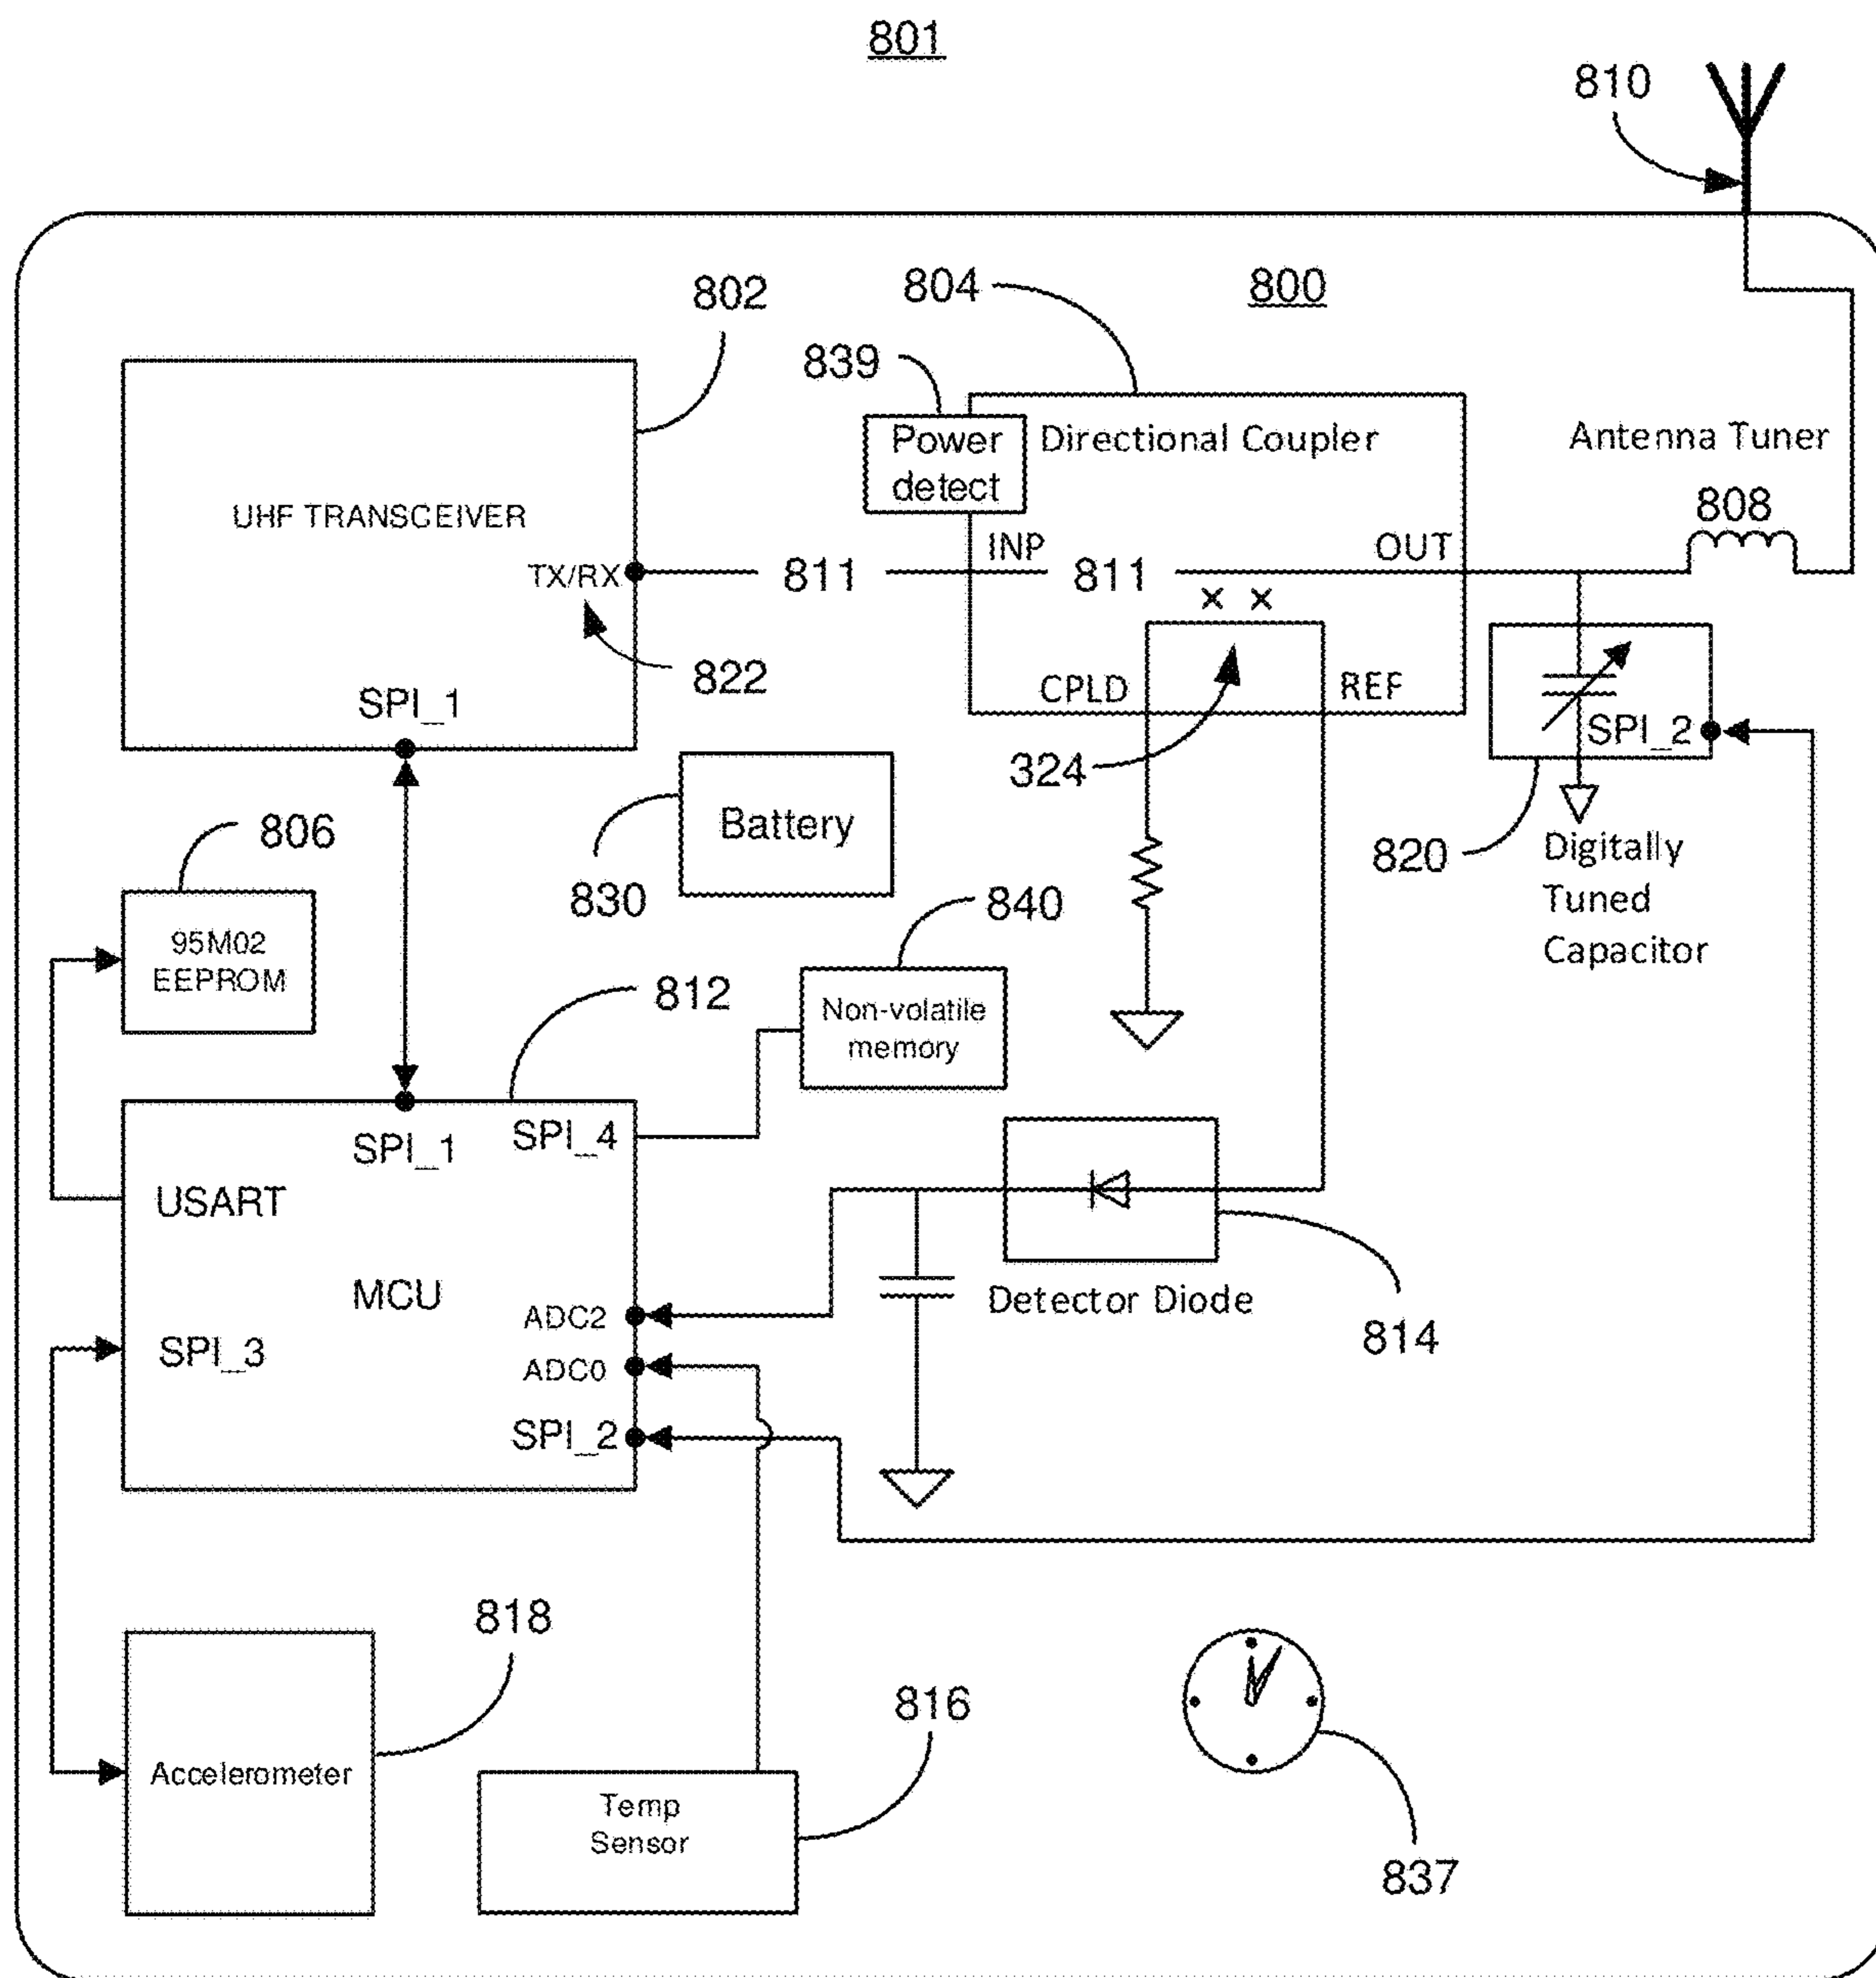 801
810
802
804
800
839
Power
detect
Directional Coupler
Antenna Tuner
808
UHF TRANSCEIVER
INP
OUT
TX/RX
811
811
822
SPI_1
CPLD
REF
SPI_2
324
806
Battery
830
820
Digitally
Tuned
Capacitor
840
95M02
EEPROM
812
Non-volatile
memory
SPI_1
SPI_4
USART
MCU
ADC2
Detector Diode
814
SPI_3
ADC0
SPI_2
818
816
Accelerometer
Temp
Sensor
837